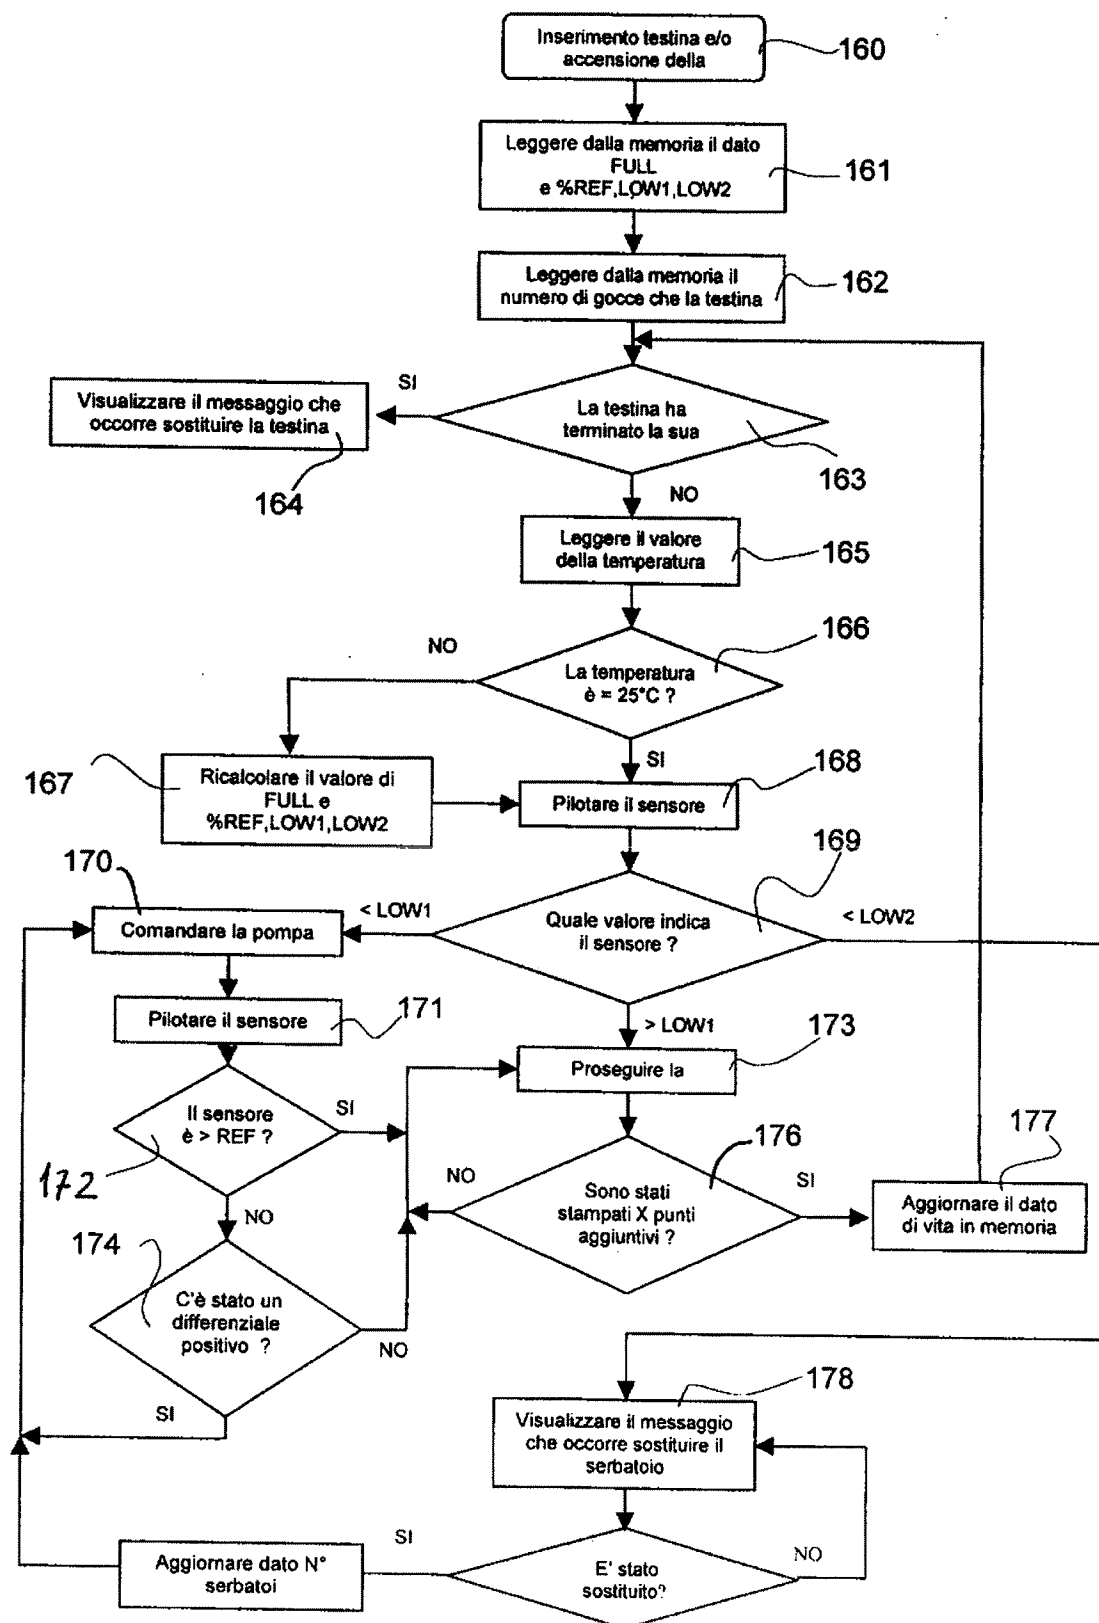 Inserimento testina e/o
accensione della
160
Leggere dalla memoria il dato
FULL
e %REF,LOW1,LOW2
161
Leggere dalla memoria il
numero di gocce che la testina
162
SI
Visualizzare il messaggio che
occorre sostituire la testina
164
La testina ha
terminato la sua
163
NO
Leggere il valore
della temperatura
165
166
NO
La temperatura
è = 25°C ?
SI
167
Ricalcolare il valore di
FULL e
%REF,LOW1,LOW2
168
Pilotare il sensore
169
170
< LOW1
Comandare la pompa
Quale valore indica
il sensore ?
< LOW2
Pilotare il sensore
171
> LOW1
173
Proseguire la
Il sensore
è > REF ?
SI
172
NO
176
NO
Sono stati
stampati X punti
aggiuntivi ?
SI
177
Aggiornare il dato
di vita in memoria
174
C'è stato un
differenziale
positivo ?
NO
SI
178
Visualizzare il messaggio
che occorre sostituire il
serbatoio
SI
Aggiornare dato N°
serbatoi
E' stato
sostituito?
NO